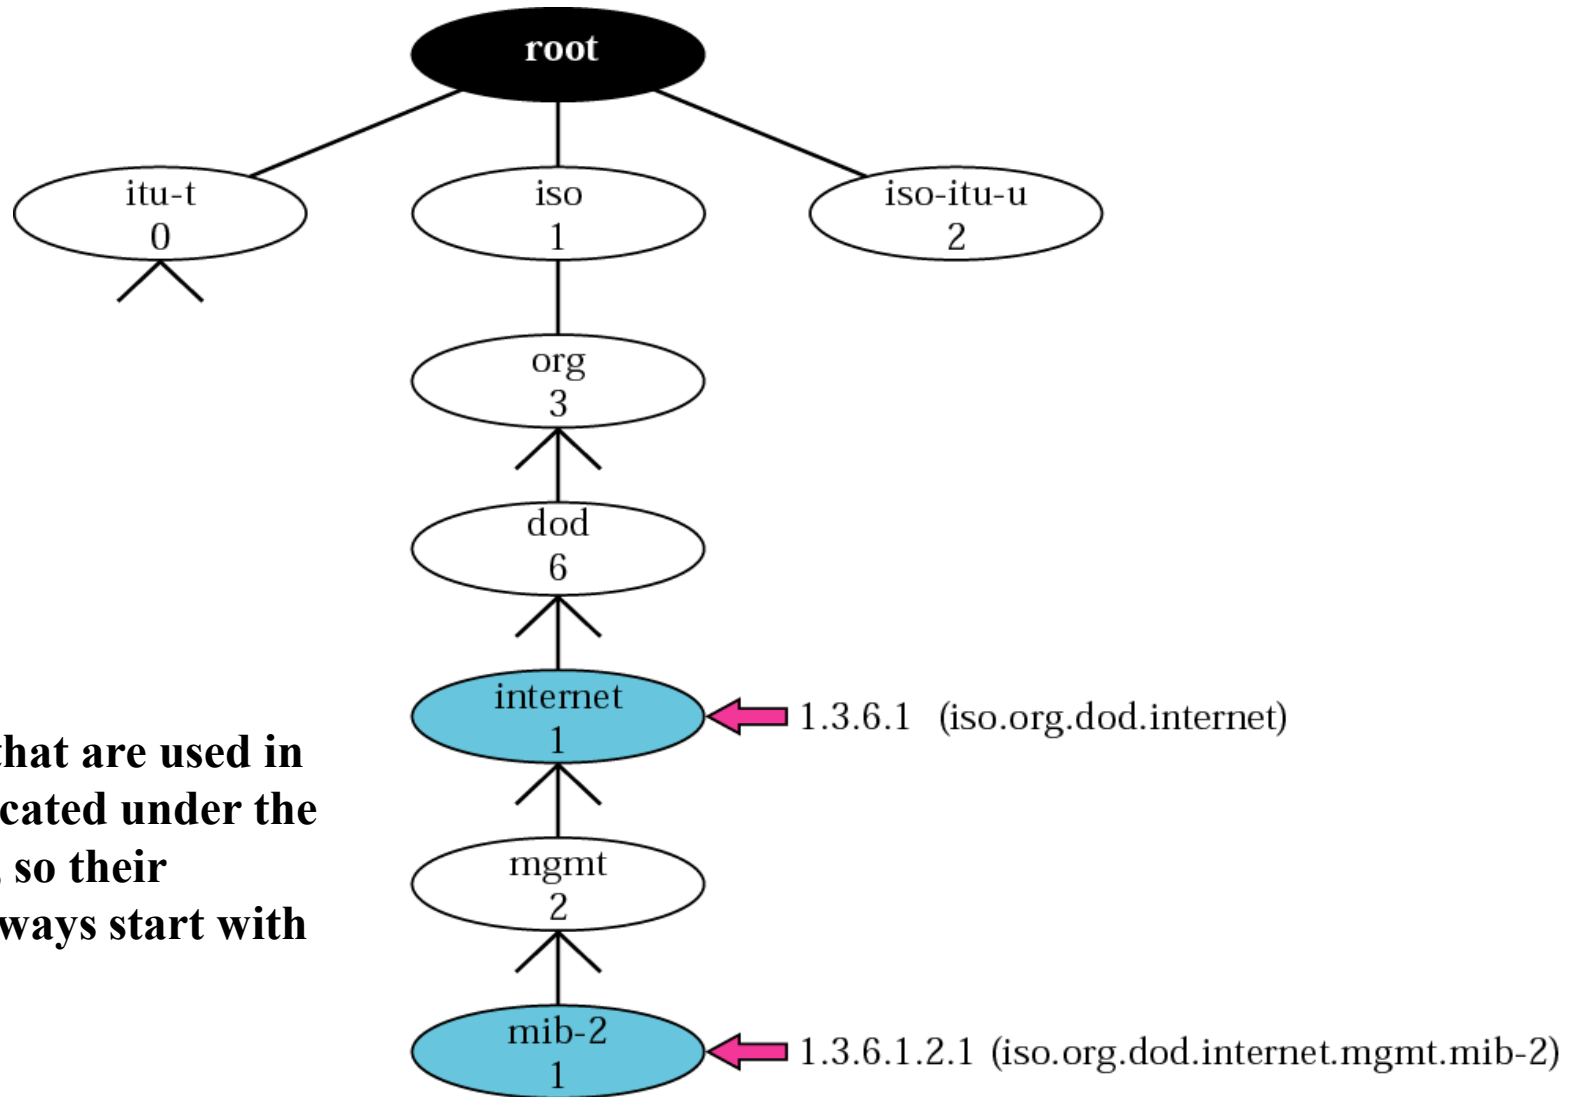 root
itu-t
0
iso
1
iso-itu-u
2
org
3
dod
6
internet
1
1.3.6.1 (iso.org.dod.internet)
that are used in
cated under the
so their
ways start with
mgmt
2
mib-2
1
1.3.6.1.2.1 (iso.org.dod.internet.mgmt.mib-2)